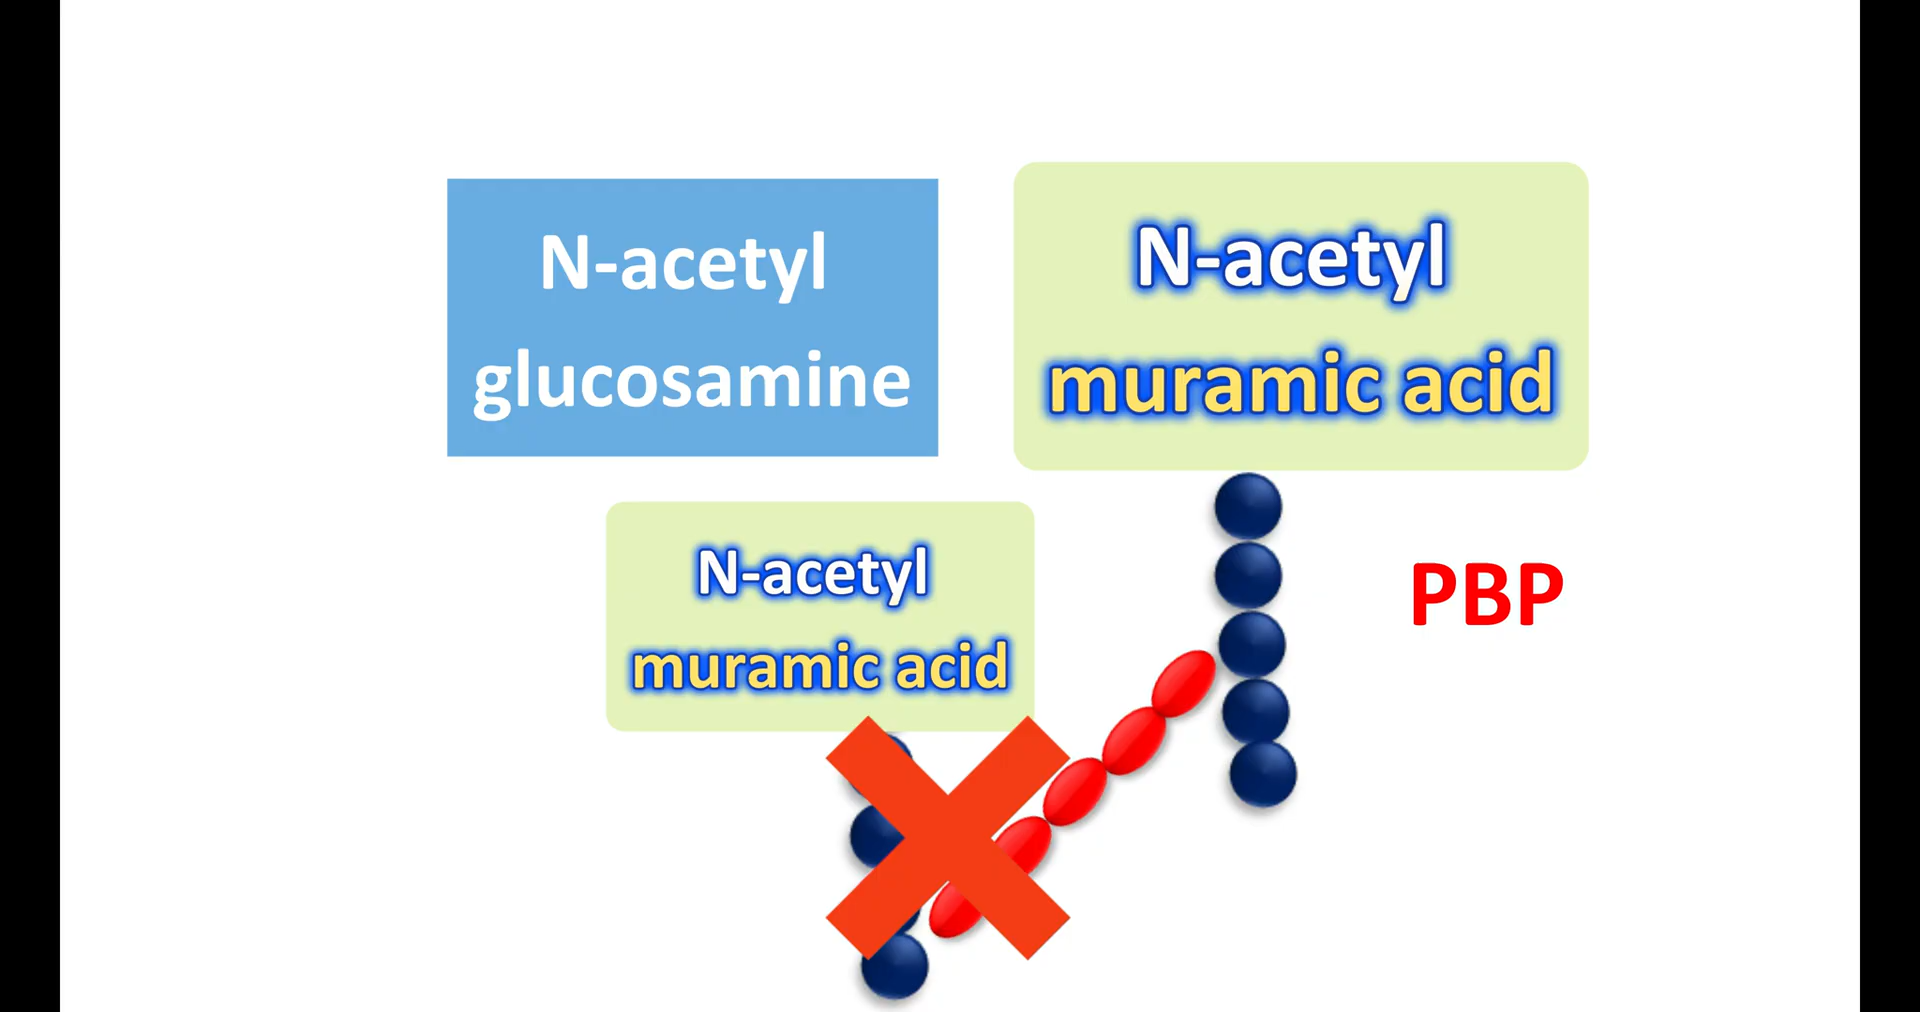 N-acetyl
glucosamine
N-acetyl
muramic acid
N-acetyl
muramic acid
PBP